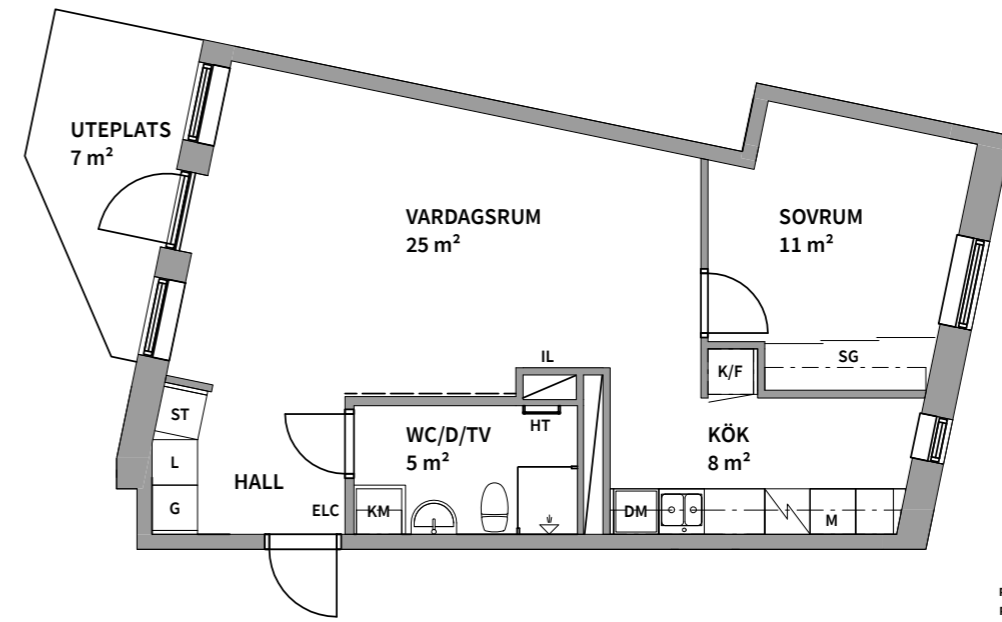 UTEPLATS
7 m²
VARDAGSRUM
25 m²
SOVRUM
11 m²
SG
IL
K/F
ST
HT
WC/D/TV
5 m²
KÖK
8 m²
L
HALL
G
ELC
KM
DM
M